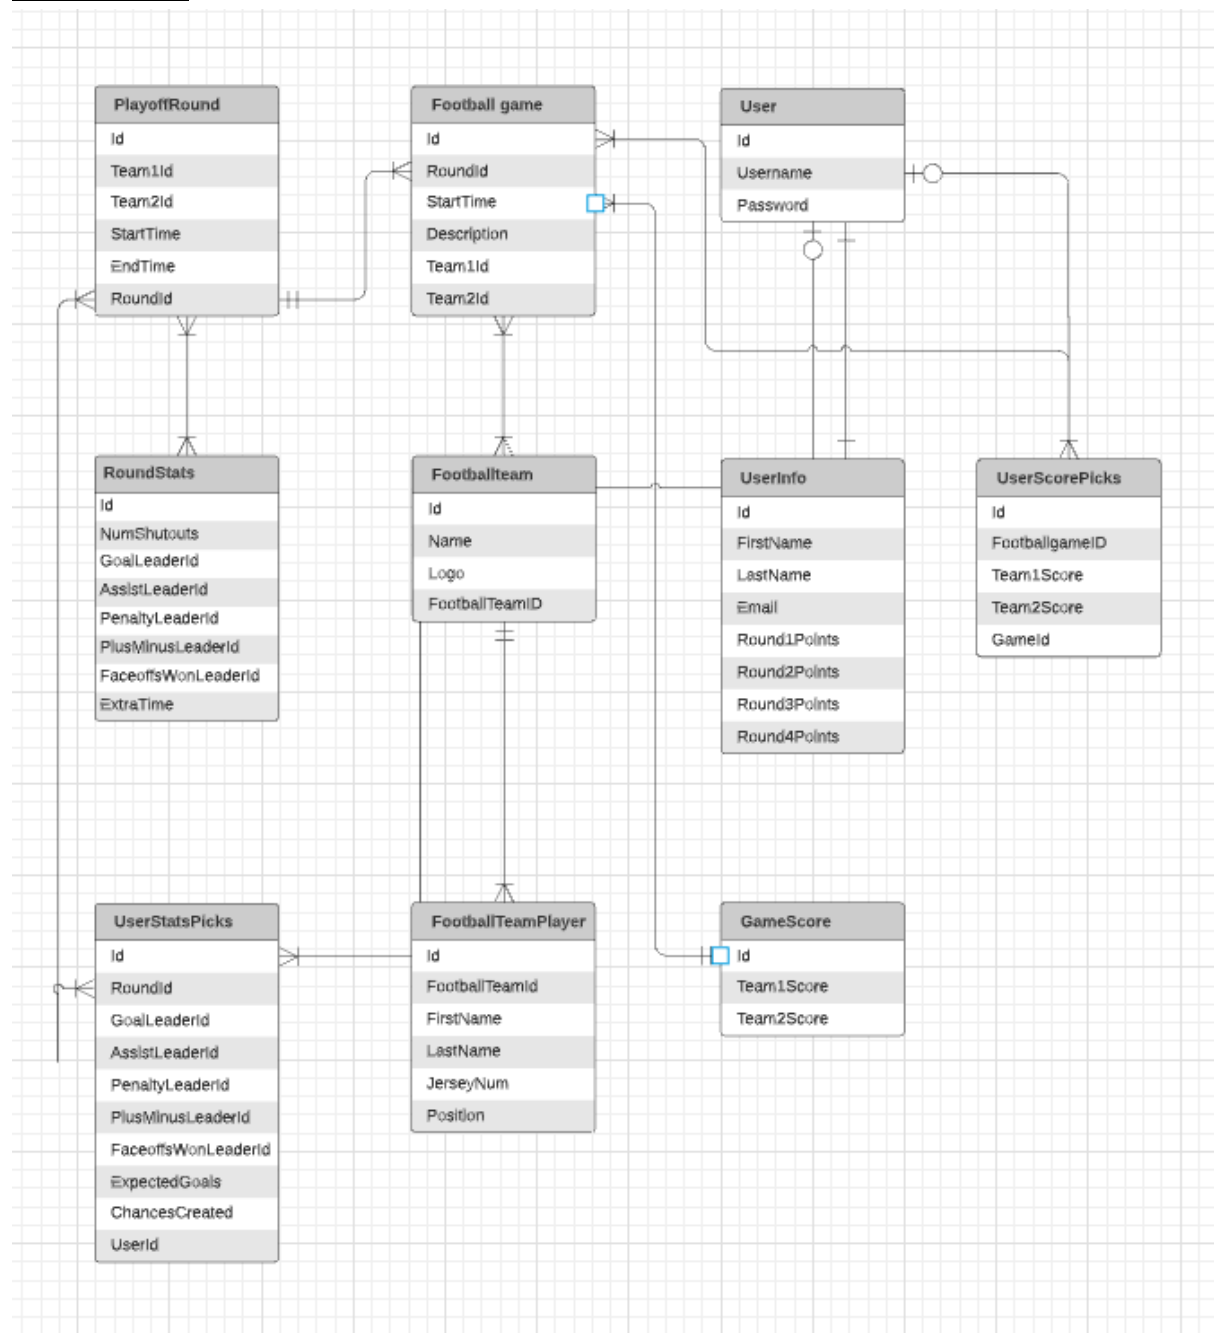 PlayoffRound
Id
Team1Id
Team2Id
StartTime
EndTime
RoundId
Football game
Id
RoundId
StartTime
Description
Team1Id
Team2Id
User
Id
Username
Password
RoundStats
Id
NumShutouts
GoalLeaderId
AssistLeaderId
PenaltyLeaderId
PlusMinusLeaderId
FaceoffsWonLeaderId
ExtraTime
Footballteam
Id
Name
Logo
FootballTeamID
UserInfo
Id
FirstName
LastName
Email
Round1Points
Round2Points
Round3Points
Round4Points
UserScorePicks
Id
FootballgameID
Team1Score
Team2Score
GameId
UserStatsPicks
Id
RoundId
GoalLeaderId
AssistLeaderId
PenaltyLeaderId
PlusMinusLeaderId
FaceoffsWonLeaderId
ExpectedGoals
ChancesCreated
UserId
FootballTeamPlayer
Id
FootballTeamId
FirstName
LastName
JerseyNum
Position
GameScore
Id
Team1Score
Team2Score